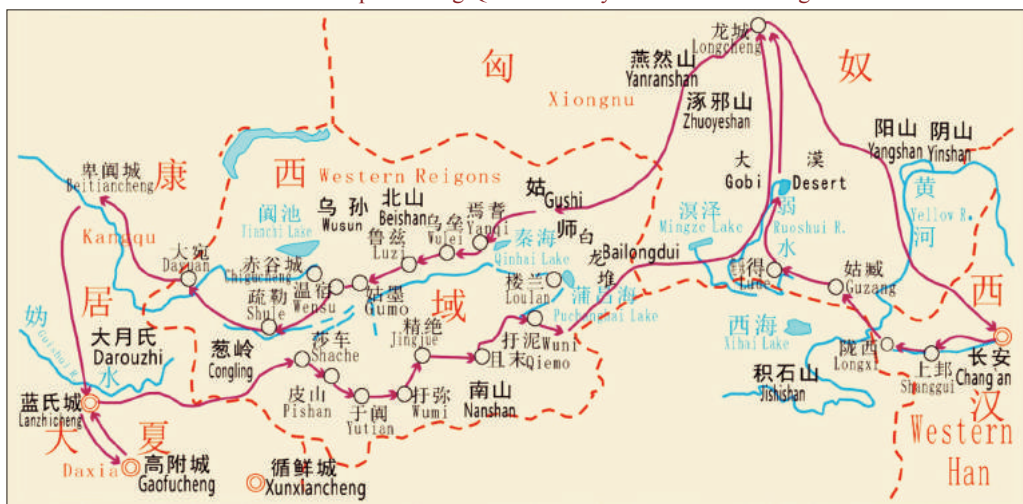 龙城
Longcheng
匈
奴
Xiongnu
燕然山
Yanranshan
涿邪山
Zhuoyeshan
大
漠
Gobi
Desert
阳山
Yangshan
阴山
Yinshan
黄
河
Yellow R.
卑阗城
Beitiancheng
康
居
Kangqu
西
域
Western Reigons
阗池
Tianchi Lake
乌孙
Wusun
北山
Beishan
乌垒
Wulei
焉耆
Yanqi
姑
师
Gushi
鲁兹
Luzi
秦海
Qinhai Lake
白
龙
堆
Bailongdui
溟泽
Mingze Lake
弱
水
Ruoshui R.
得
姑臧
Guzang
大宛
Dayuan
赤谷城
Chigucheng
温宿
Wensu
姑墨
Gumo
疏勒
Shule
楼兰
Loulan
蒲昌海
Puchanghai Lake
西海
Xihai Lake
西
汉
Western
Han
长安
Chang'an
陇西
Longxi
上邽
Shanggui
积石山
Jishishan
妫
水
Guishui R.
大月氏
Darouzhi
葱岭
Congling
莎车
Shache
精绝
Jingjue
扜泥
Wuni
且末
Qiemo
皮山
Pishan
于阗
Yutian
扜弥
Wumi
南山
Nanshan
蓝氏城
Lanzhicheng
大
夏
Daxia
高附城
Gaofucheng
循鲜城
Xunxiancheng